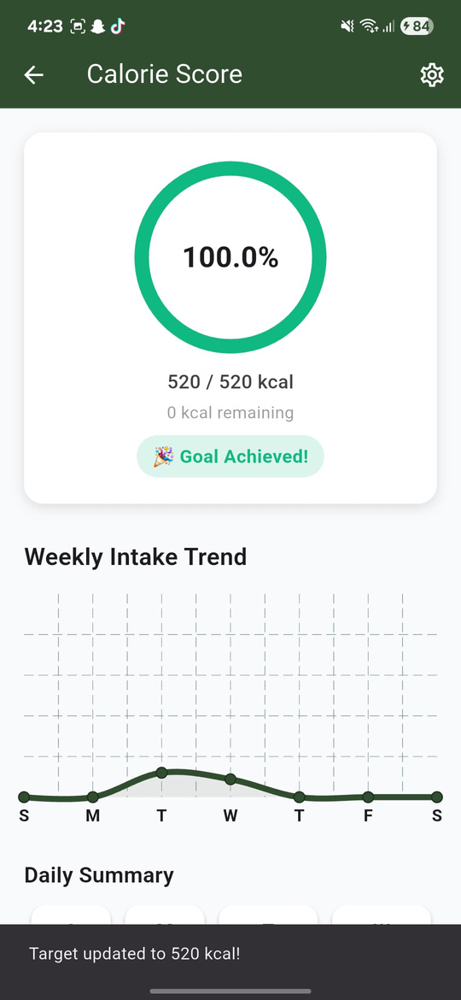 4:23 84
Calorie Score
100.0%
520 / 520 kcal
0 kcal remaining
🎉 Goal Achieved!
Weekly Intake Trend
S M T W T F S
Daily Summary
Target updated to 520 kcal!